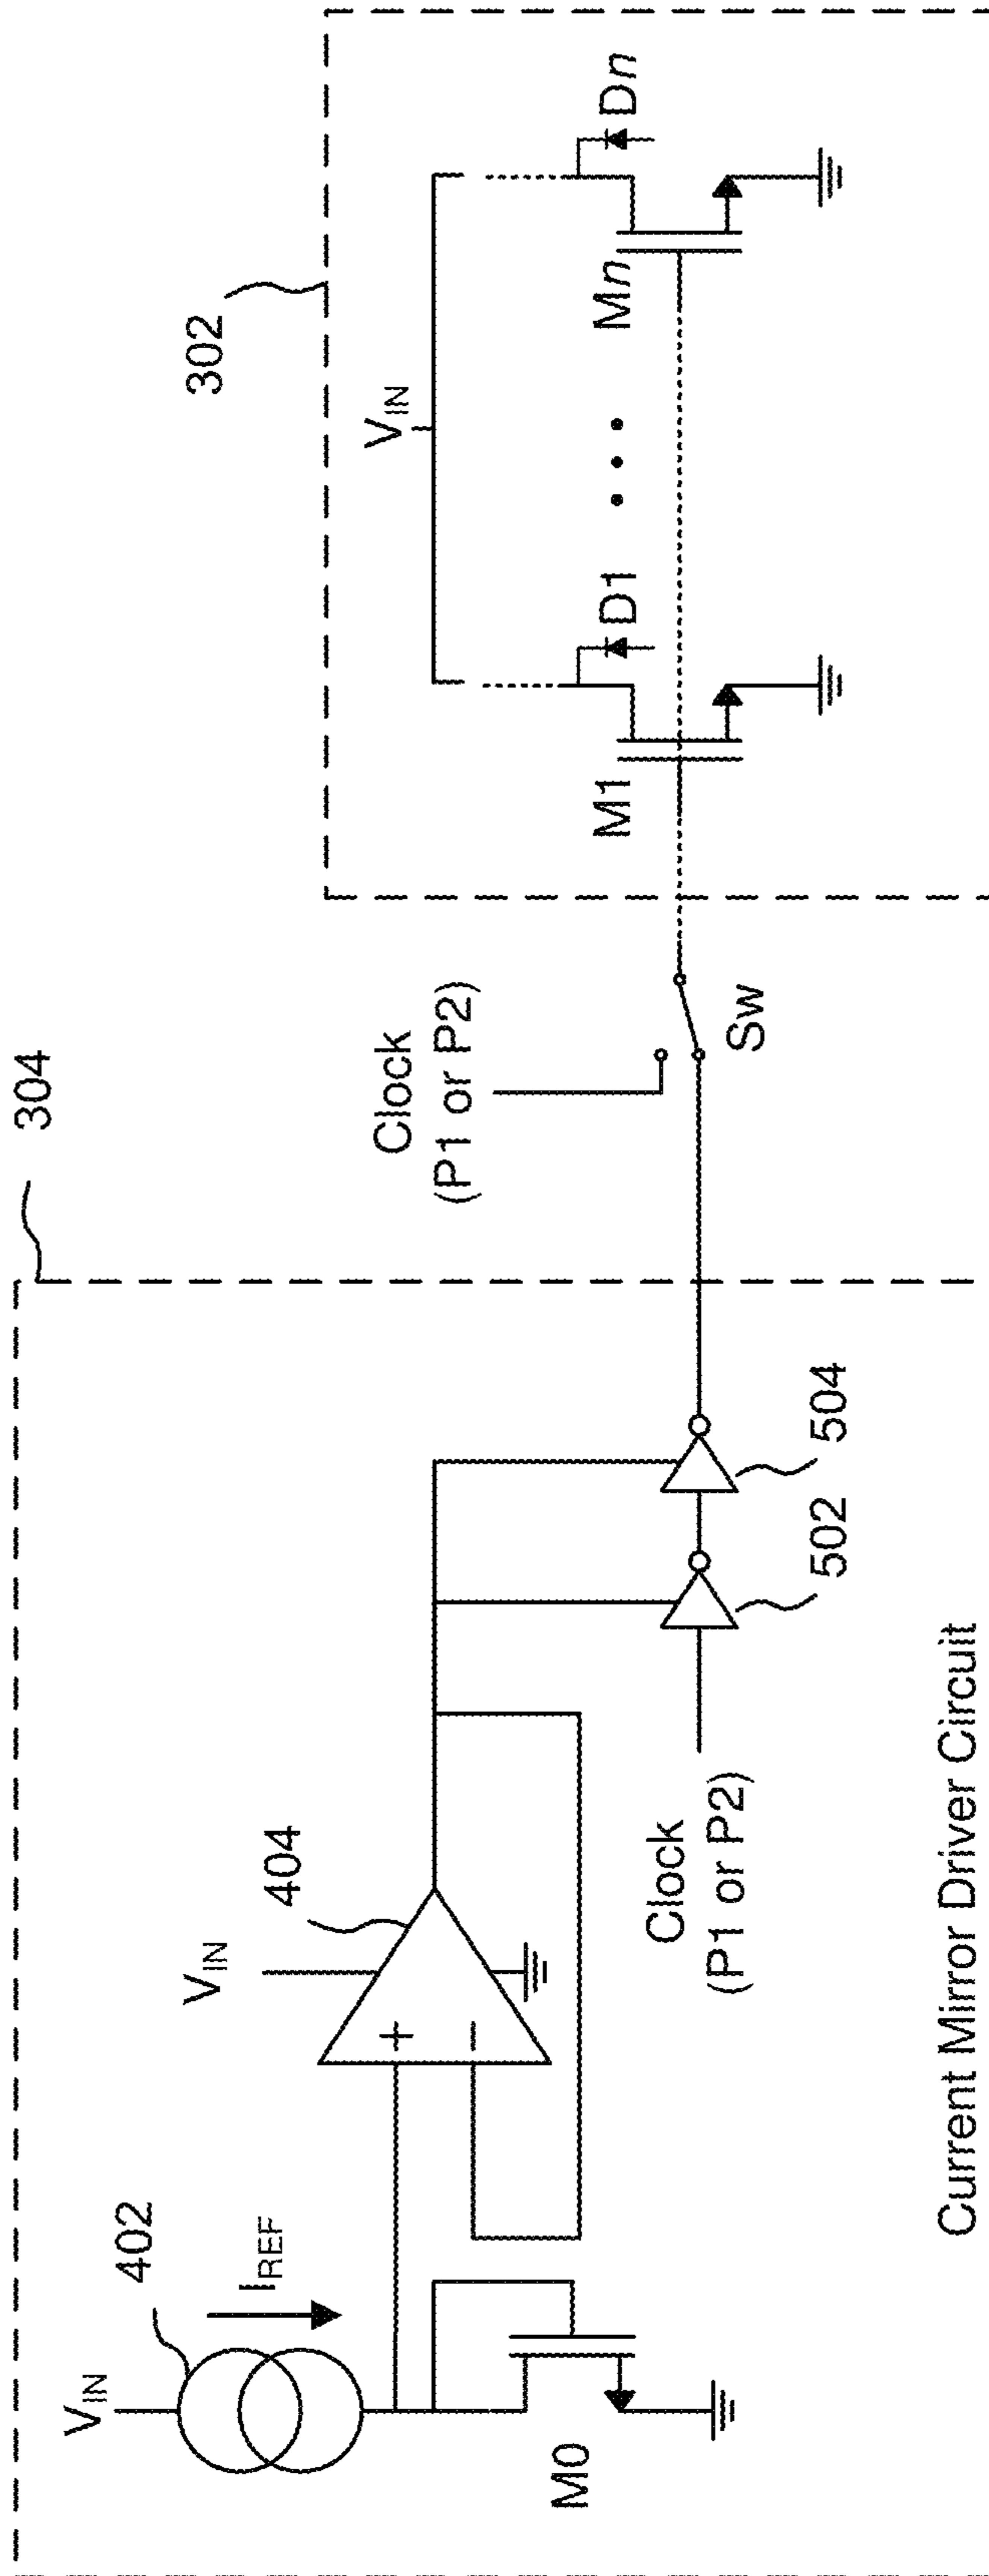 304
302
V_IN
402
I_REF
M0
V_IN
404
Clock
(P1 or P2)
502
504
Clock
(P1 or P2)
Sw
V_IN
M1
D1
Mn
Dn
Current Mirror Driver Circuit